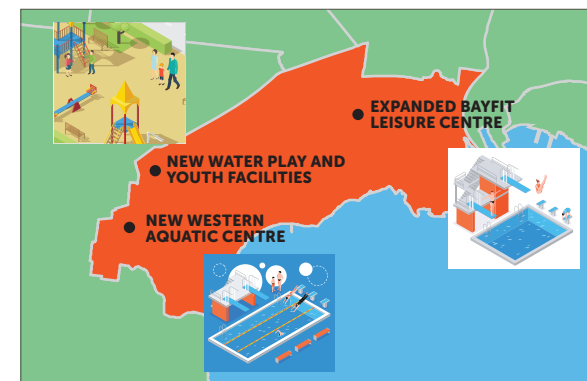 EXPANDED BAYFIT
LEISURE CENTRE
NEW WATER PLAY AND
YOUTH FACILITIES
NEW WESTERN
AQUATIC CENTRE